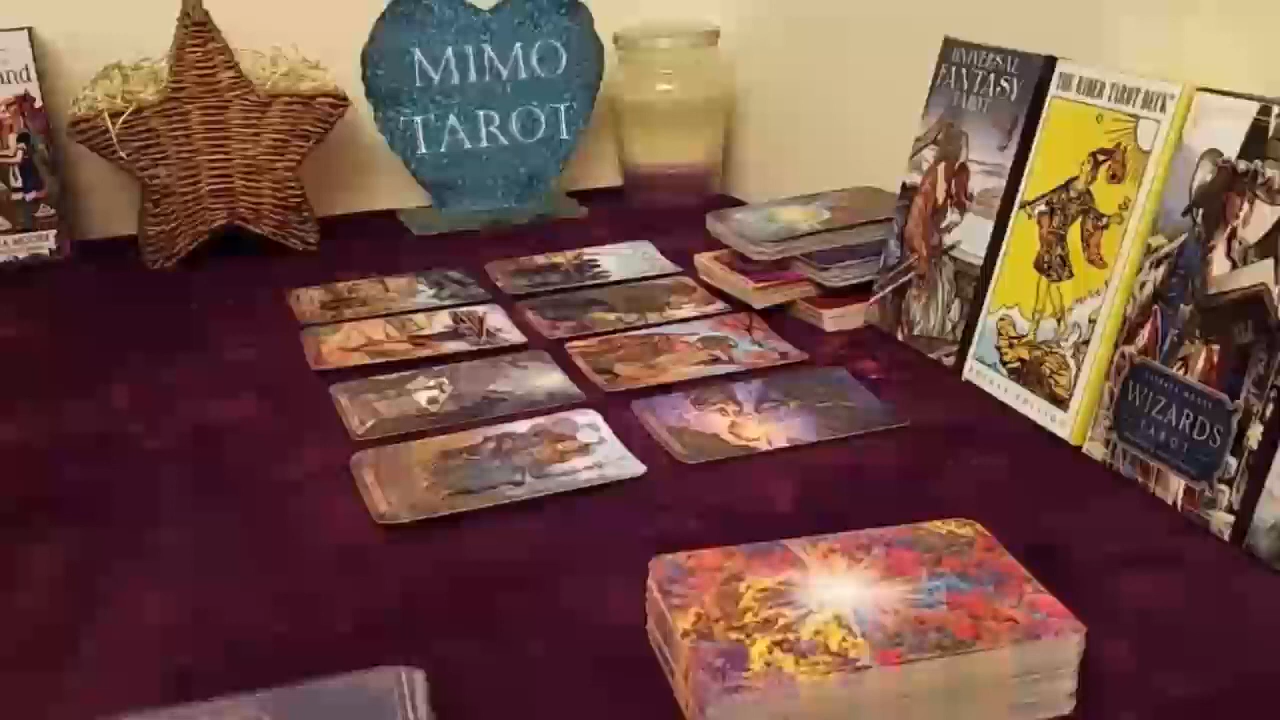 MIMO
TAROT
UNIVERSAL
FANTASY
TAROT
THE RIDER TAROT DECK
WIZARDS
TAROT